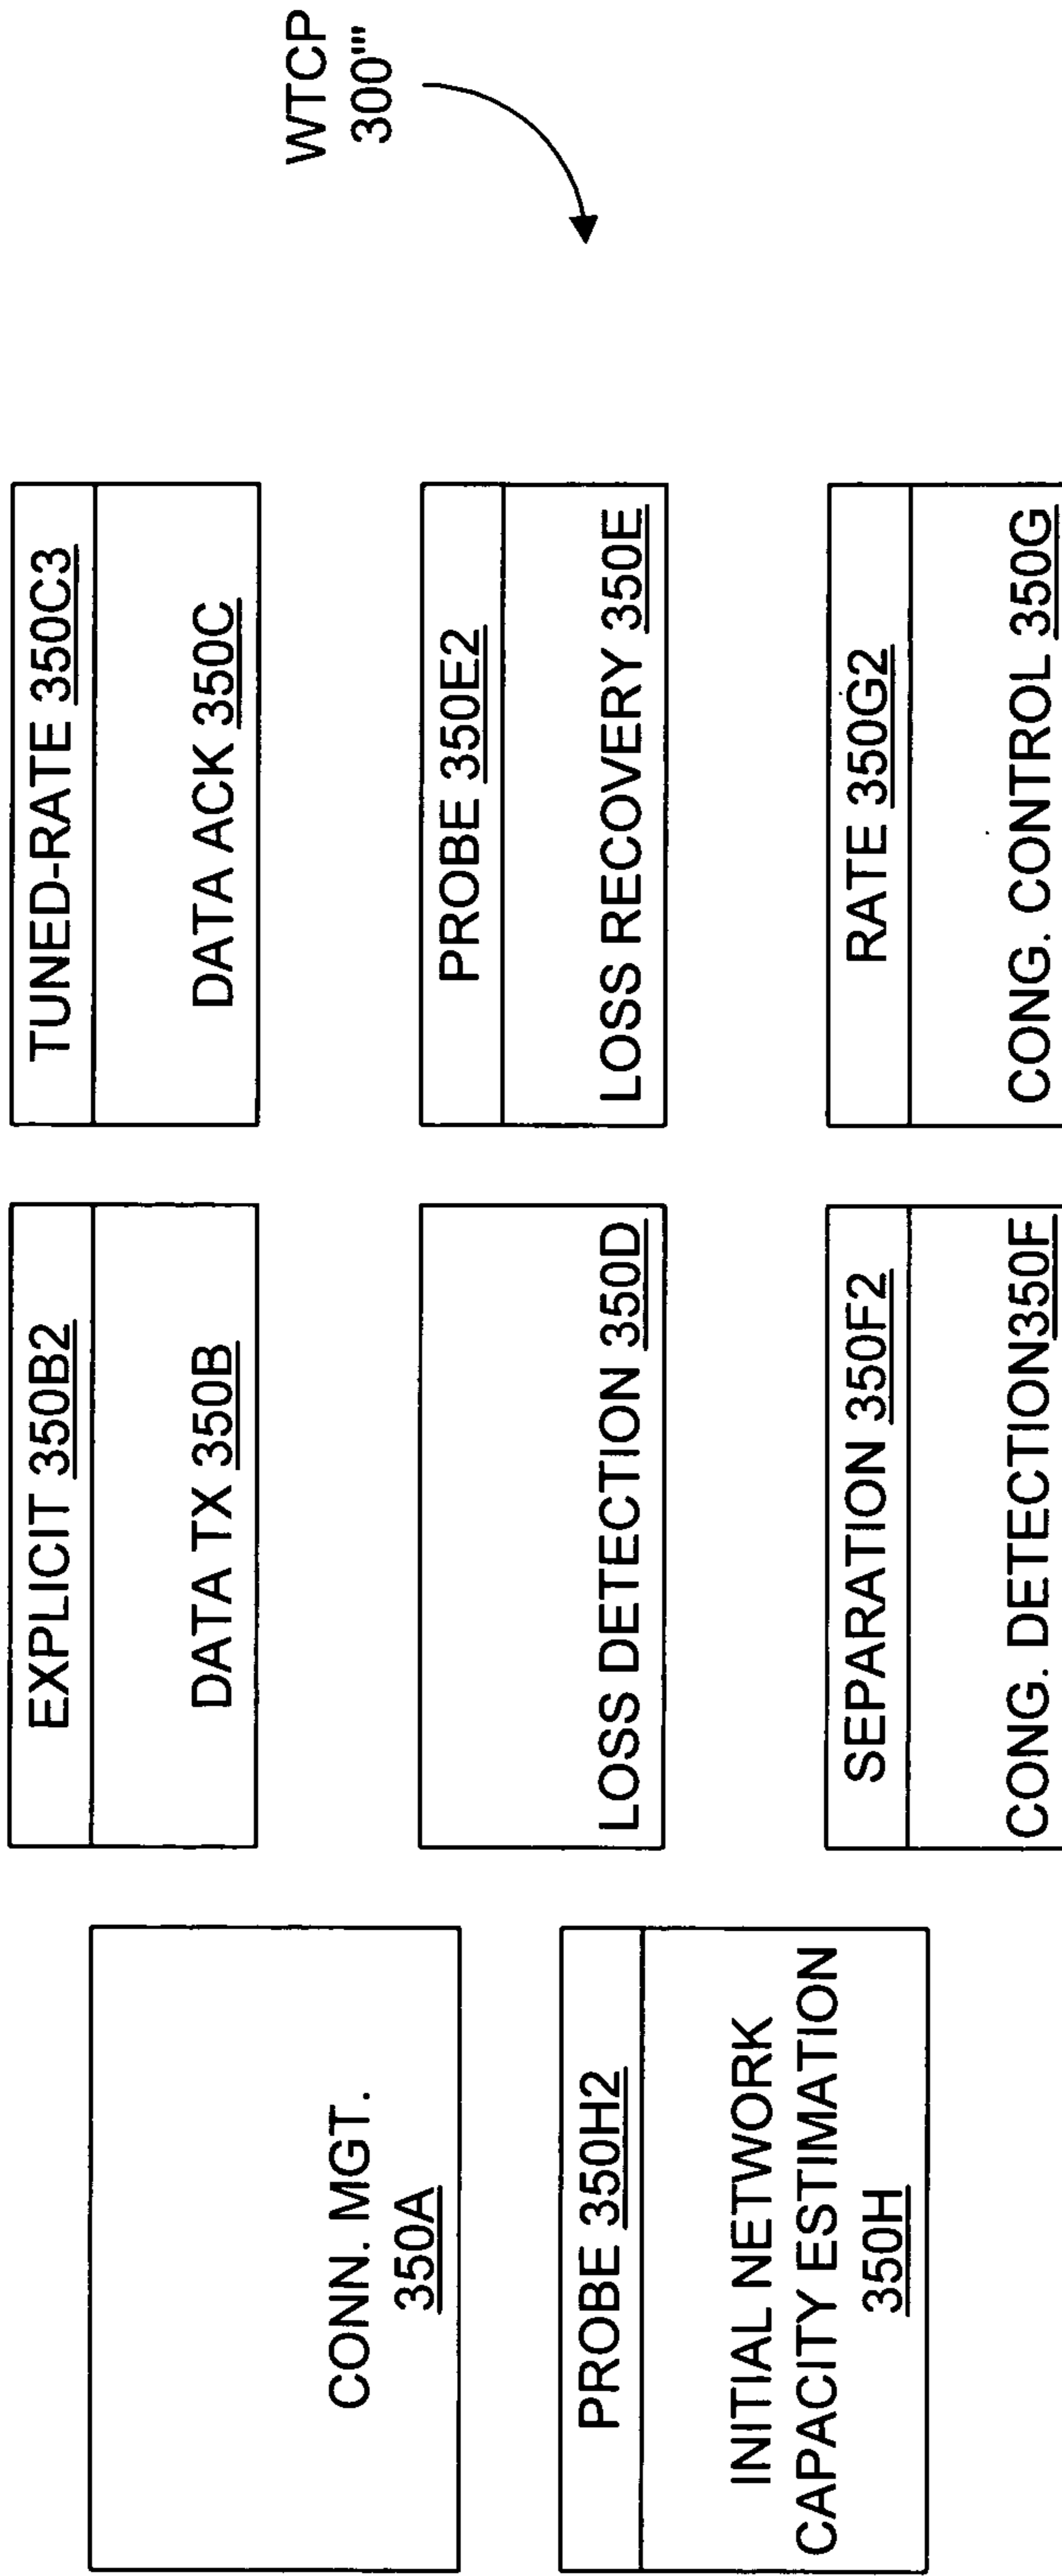 WTCP
300'''
CONN. MGT.
350A
EXPLICIT 350B2
DATA TX 350B
TUNED-RATE 350C3
DATA ACK 350C
PROBE 350H2
INITIAL NETWORK
CAPACITY ESTIMATION
350H
LOSS DETECTION 350D
PROBE 350E2
LOSS RECOVERY 350E
SEPARATION 350F2
CONG. DETECTION350F
RATE 350G2
CONG. CONTROL 350G